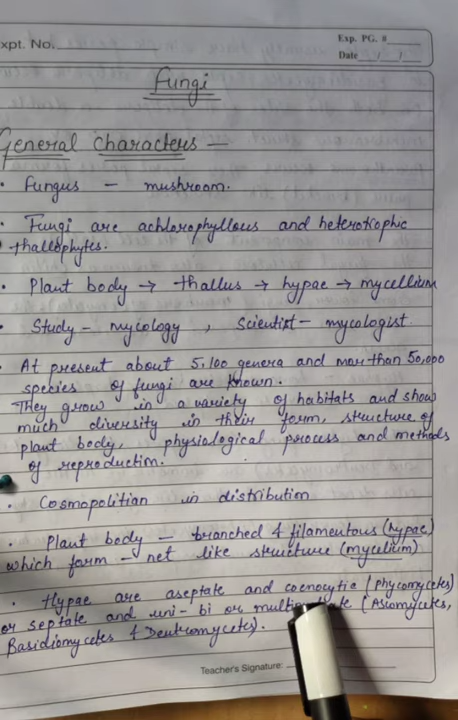 xpt. No.
Exp. PG. #
Date / /
Fungi
General Characters —
• Fungus — mushroom.
• Fungi are achlorophyllous and heterotrophic
thallophytes.
• Plant body → thallus → hypae → mycellium
• Study - mycology , Scientist - mycologist.
• At present about 5,100 genera and more than 50,000
species of fungi are known.
They grow in a variety of habitats and show
much diversity in their form, structure of
plant body, physiological process and methods
of reproduction.
• Cosmopolitian in distribution
• Plant body - branched & filamentous (hypae)
which form - net like structure (mycelium)
• Hypae are aseptate and coenocytic (phycomycetes)
or septate and uni- bi or (Ascomycetes,
Basidiomycetes & Deutromycetes).
Teacher's Signature: